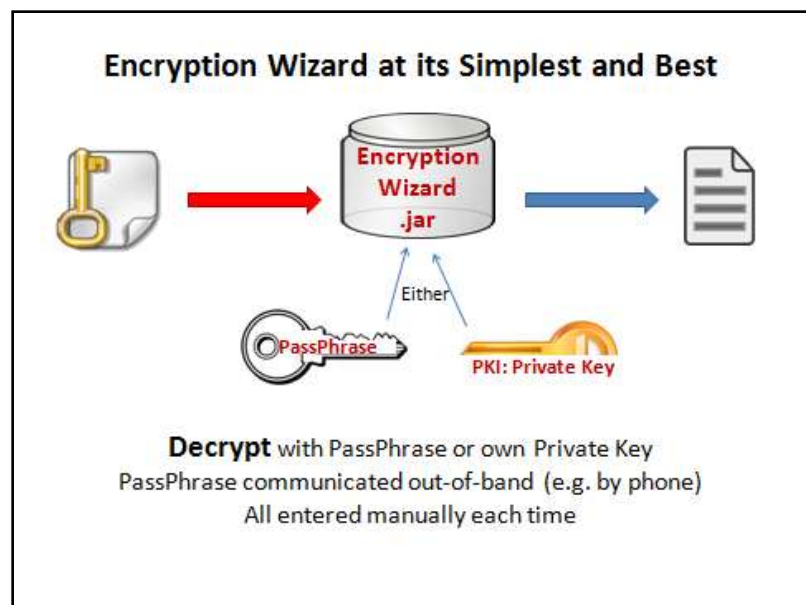 Encryption Wizard at its Simplest and Best
Encryption
Wizard
.jar
Either
PassPhrase
PKI: Private Key
Decrypt with PassPhrase or own Private Key
PassPhrase communicated out-of-band (e.g. by phone)
All entered manually each time